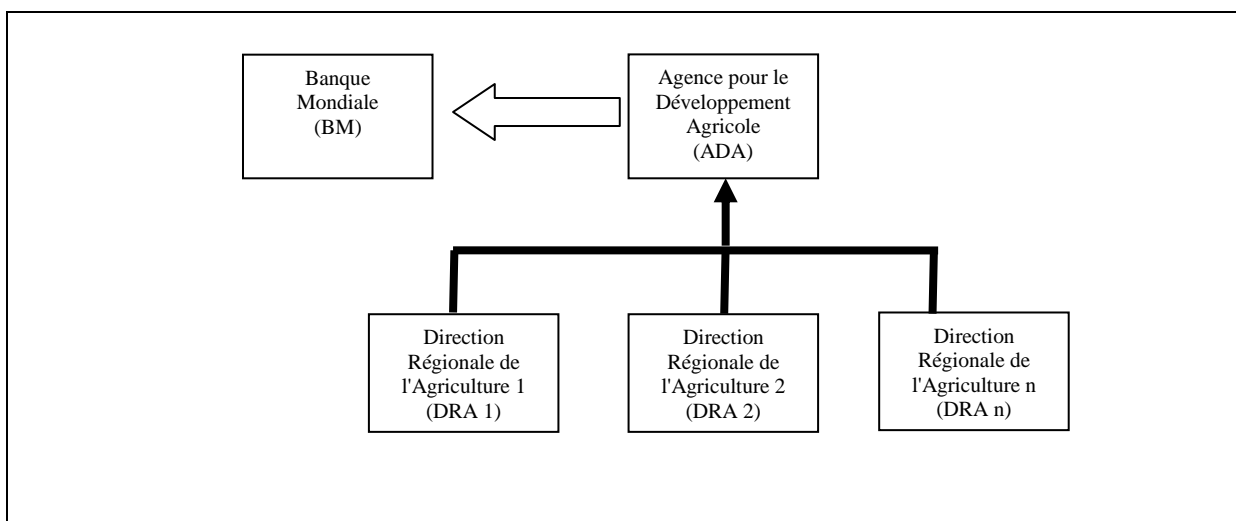 Banque
Mondiale
(BM)
Agence pour le
Développement
Agricole
(ADA)
Direction
Régionale de
l'Agriculture 1
(DRA 1)
Direction
Régionale de
l'Agriculture 2
(DRA 2)
Direction
Régionale de
l'Agriculture n
(DRA n)